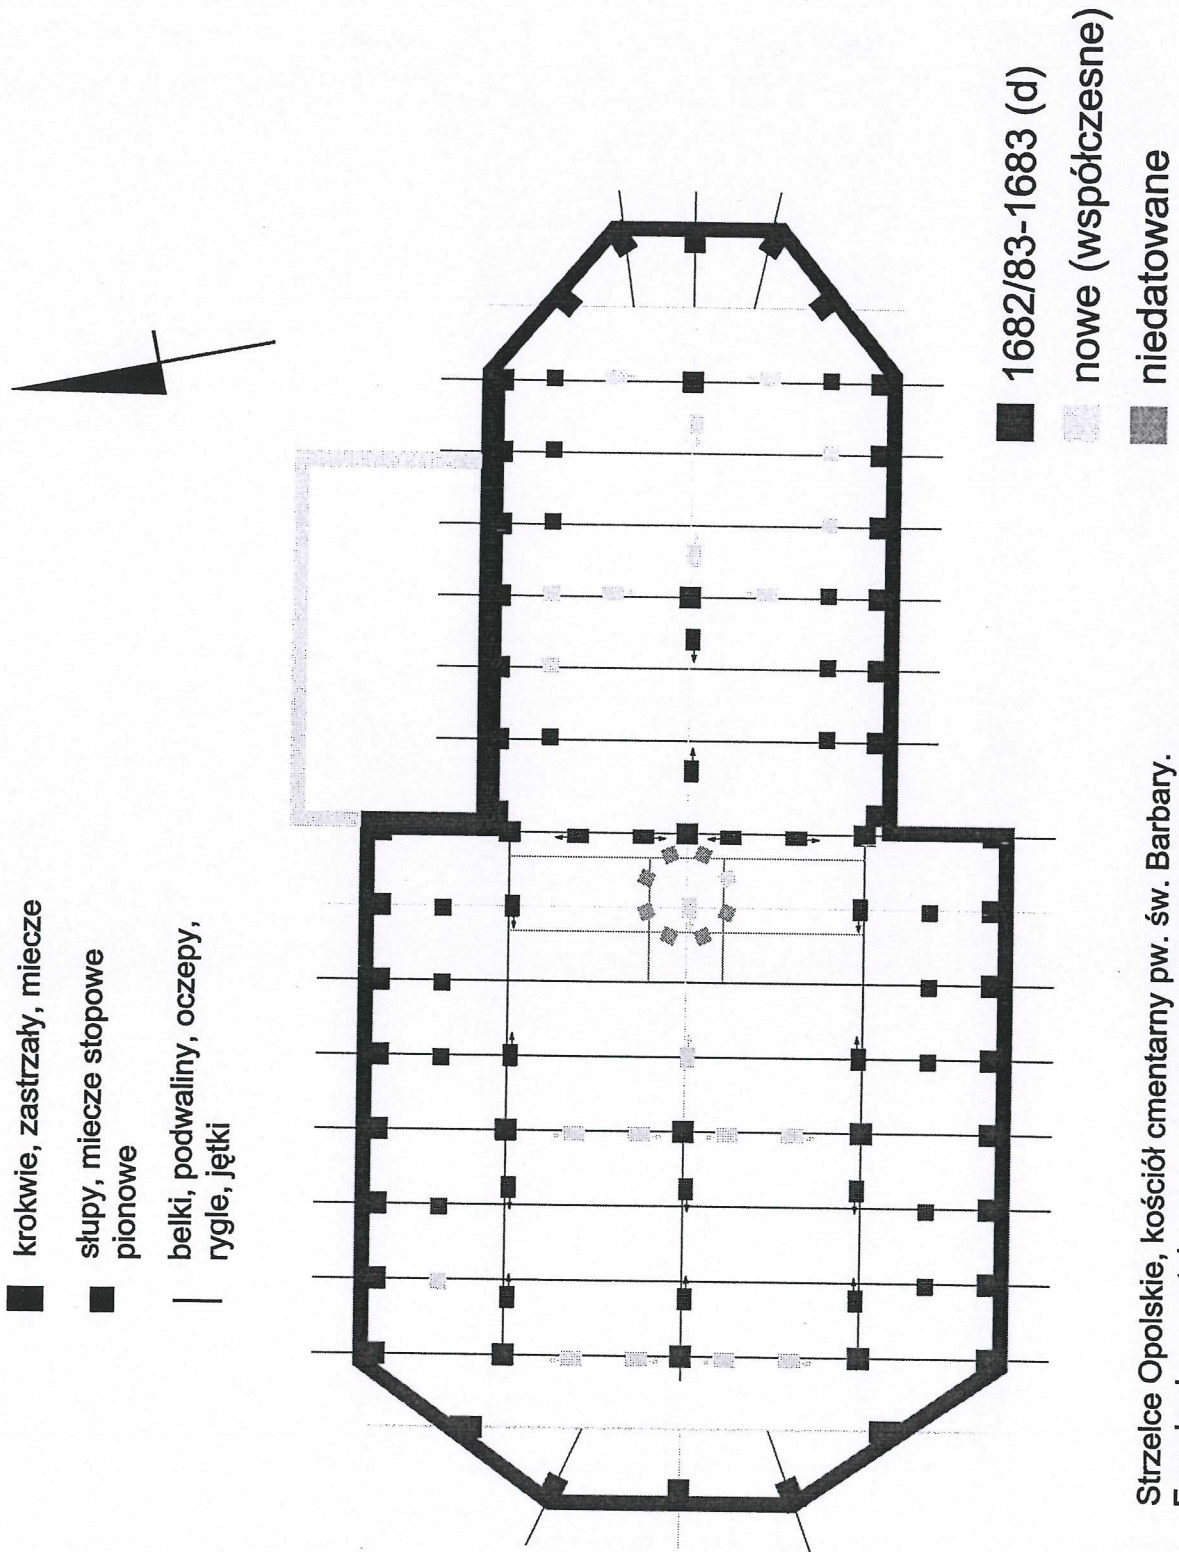 krokwie, zastrzały, miecze
słupy, miecze stopowe
pionowe
belki, podwaliny, oczepy,
rygle, jętki
1682/83-1683 (d)
nowe (współczesne)
niedatowane
Strzelce Opolskie, kościół cmentarny pw. św. Barbary.